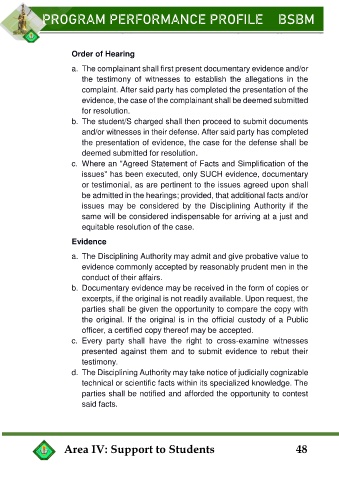 PROGRAM PERFORMANCE PROFILE BSBM
Order of Hearing
a. The complainant shall first present documentary evidence and/or
the testimony of witnesses to establish the allegations in the
complaint. After said party has completed the presentation of the
evidence, the case of the complainant shall be deemed submitted
for resolution.
b. The student/S charged shall then proceed to submit documents
and/or witnesses in their defense. After said party has completed
the presentation of evidence, the case for the defense shall be
deemed submitted for resolution.
c. Where an "Agreed Statement of Facts and Simplification of the
issues" has been executed, only SUCH evidence, documentary
or testimonial, as are pertinent to the issues agreed upon shall
be admitted in the hearings; provided, that additional facts and/or
issues may be considered by the Disciplining Authority if the
same will be considered indispensable for arriving at a just and
equitable resolution of the case.
Evidence
a. The Disciplining Authority may admit and give probative value to
evidence commonly accepted by reasonably prudent men in the
conduct of their affairs.
b. Documentary evidence may be received in the form of copies or
excerpts, if the original is not readily available. Upon request, the
parties shall be given the opportunity to compare the copy with
the original. If the original is in the official custody of a Public
officer, a certified copy thereof may be accepted.
c. Every party shall have the right to cross-examine witnesses
presented against them and to submit evidence to rebut their
testimony.
d. The Disciplining Authority may take notice of judicially cognizable
technical or scientific facts within its specialized knowledge. The
parties shall be notified and afforded the opportunity to contest
said facts.
Area IV: Support to Students 48